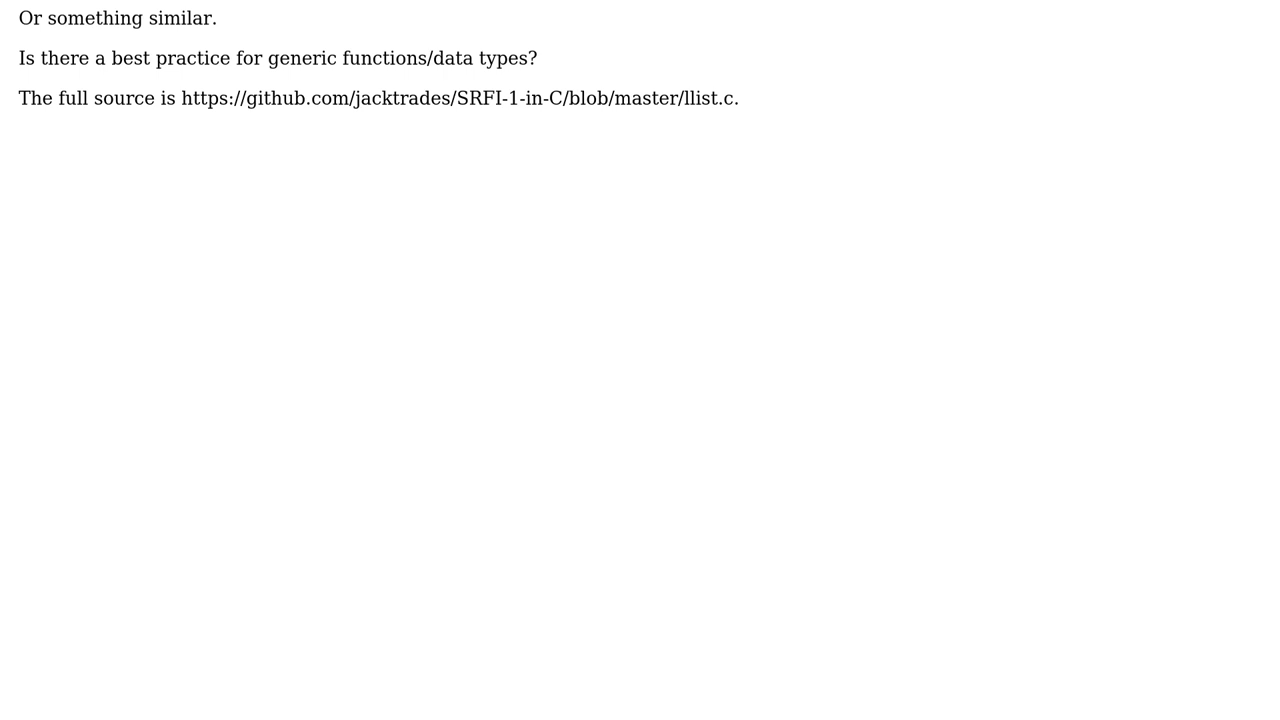 Or something similar.
Is there a best practice for generic functions/data types?
The full source is https://github.com/jacktrades/SRFI-1-in-C/blob/master/llist.c.